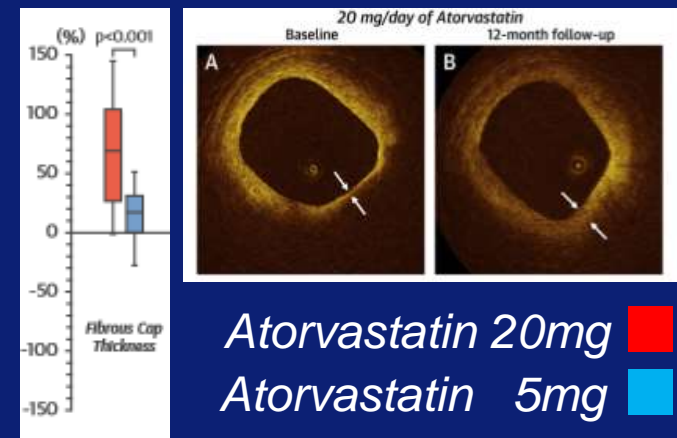 (%) p<0.001
150
100
50
0
-50
-100
-150
Fibrous Cap
Thickness
20 mg/day of Atorvastatin
Baseline
12-month follow-up
A
B
Atorvastatin 20mg
Atorvastatin 5mg